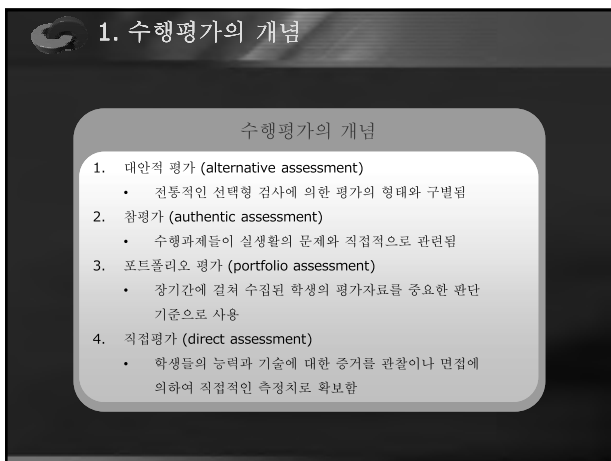 1. 수행평가의 개념
수행평가의 개념
1. 대안적 평가 (alternative assessment)
• 전통적인 선택형 검사에 의한 평가의 형태와 구별됨
2. 참평가 (authentic assessment)
• 수행과제들이 실생활의 문제와 직접적으로 관련됨
3. 포트폴리오 평가 (portfolio assessment)
• 장기간에 걸쳐 수집된 학생의 평가자료를 중요한 판단
기준으로 사용
4. 직접평가 (direct assessment)
• 학생들의 능력과 기술에 대한 증거를 관찰이나 면접에
의하여 직접적인 측정치로 확보함